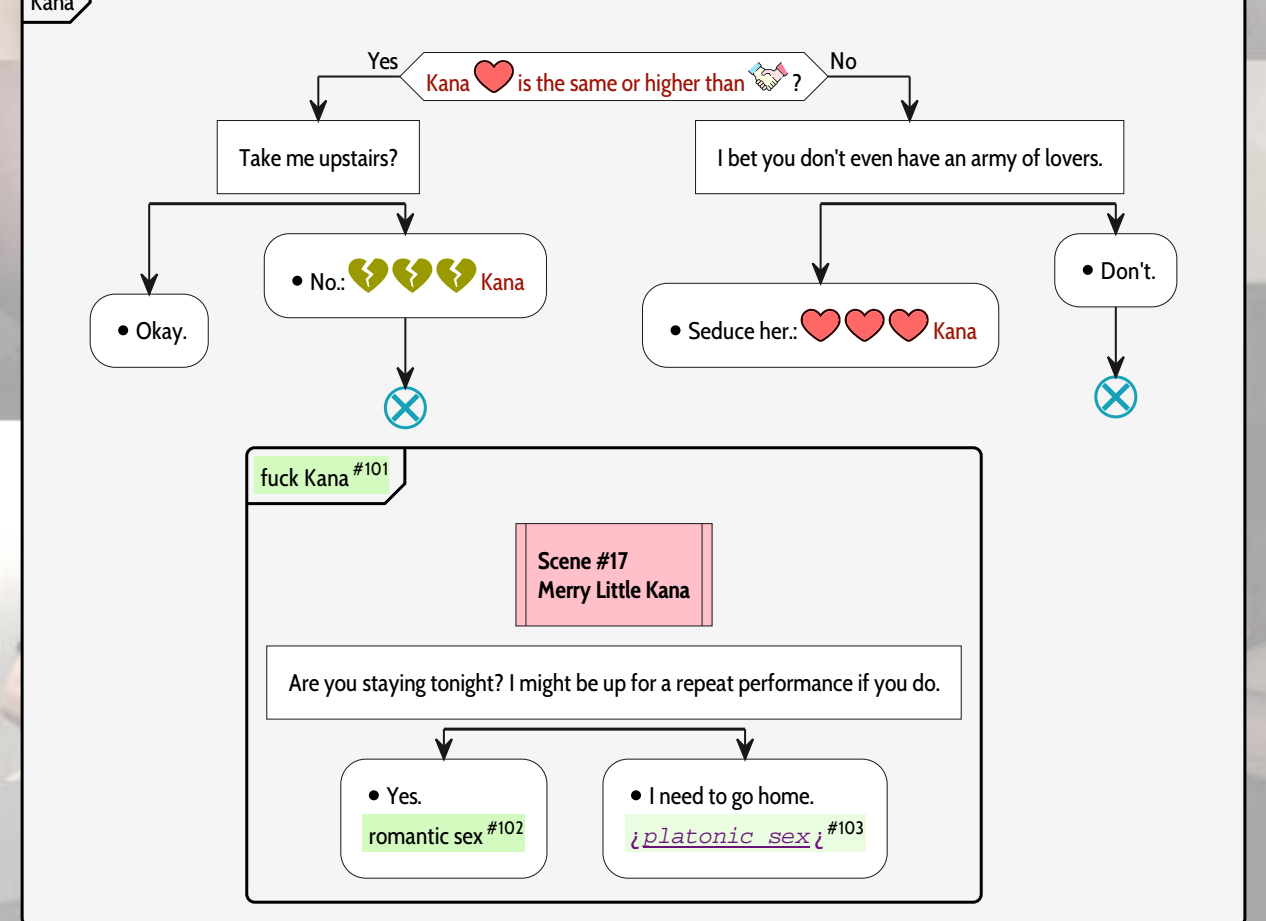 Kana
Yes
Kana ❤ is the same or higher than 🤝 ?
No
Take me upstairs?
I bet you don't even have an army of lovers.
• Okay.
• No.: 💔💔💔 Kana
• Seduce her.: ❤❤❤ Kana
• Don't.
fuck Kana #101
Scene #17
Merry Little Kana
Are you staying tonight? I might be up for a repeat performance if you do.
• Yes.
romantic sex #102
• I need to go home.
¿platonic sex¿ #103